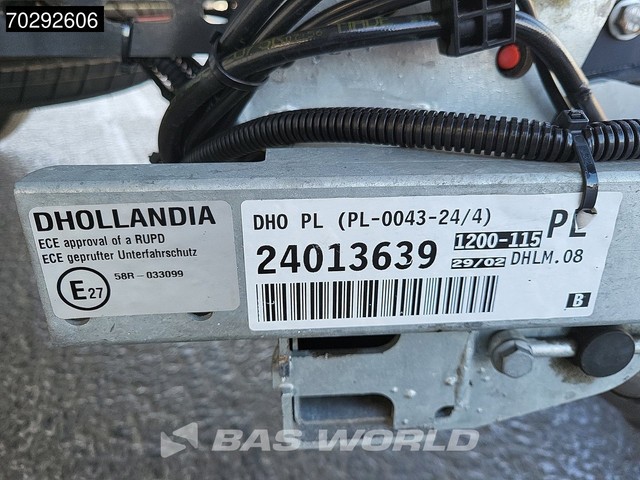 70292606
DHOLLANDIA
ECE approval of a RUPD
ECE geprufter Unterfahrschutz
E27
58R-033099
DHO PL (PL-0043-24/4)
PL
24013639
1200-115
29/02 DHLM.08
B
BAS WORLD